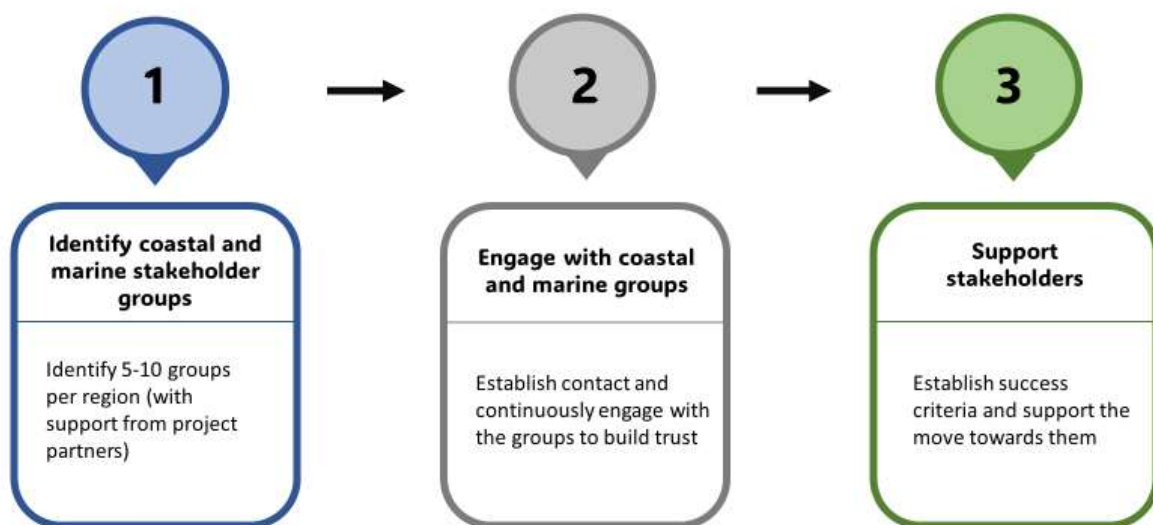 1
2
3
Identify coastal and
marine stakeholder
groups
Identify 5-10 groups
per region (with
support from project
partners)
Engage with coastal
and marine groups
Establish contact and
continuously engage with
the groups to build trust
Support
stakeholders
Establish success
criteria and support the
move towards them